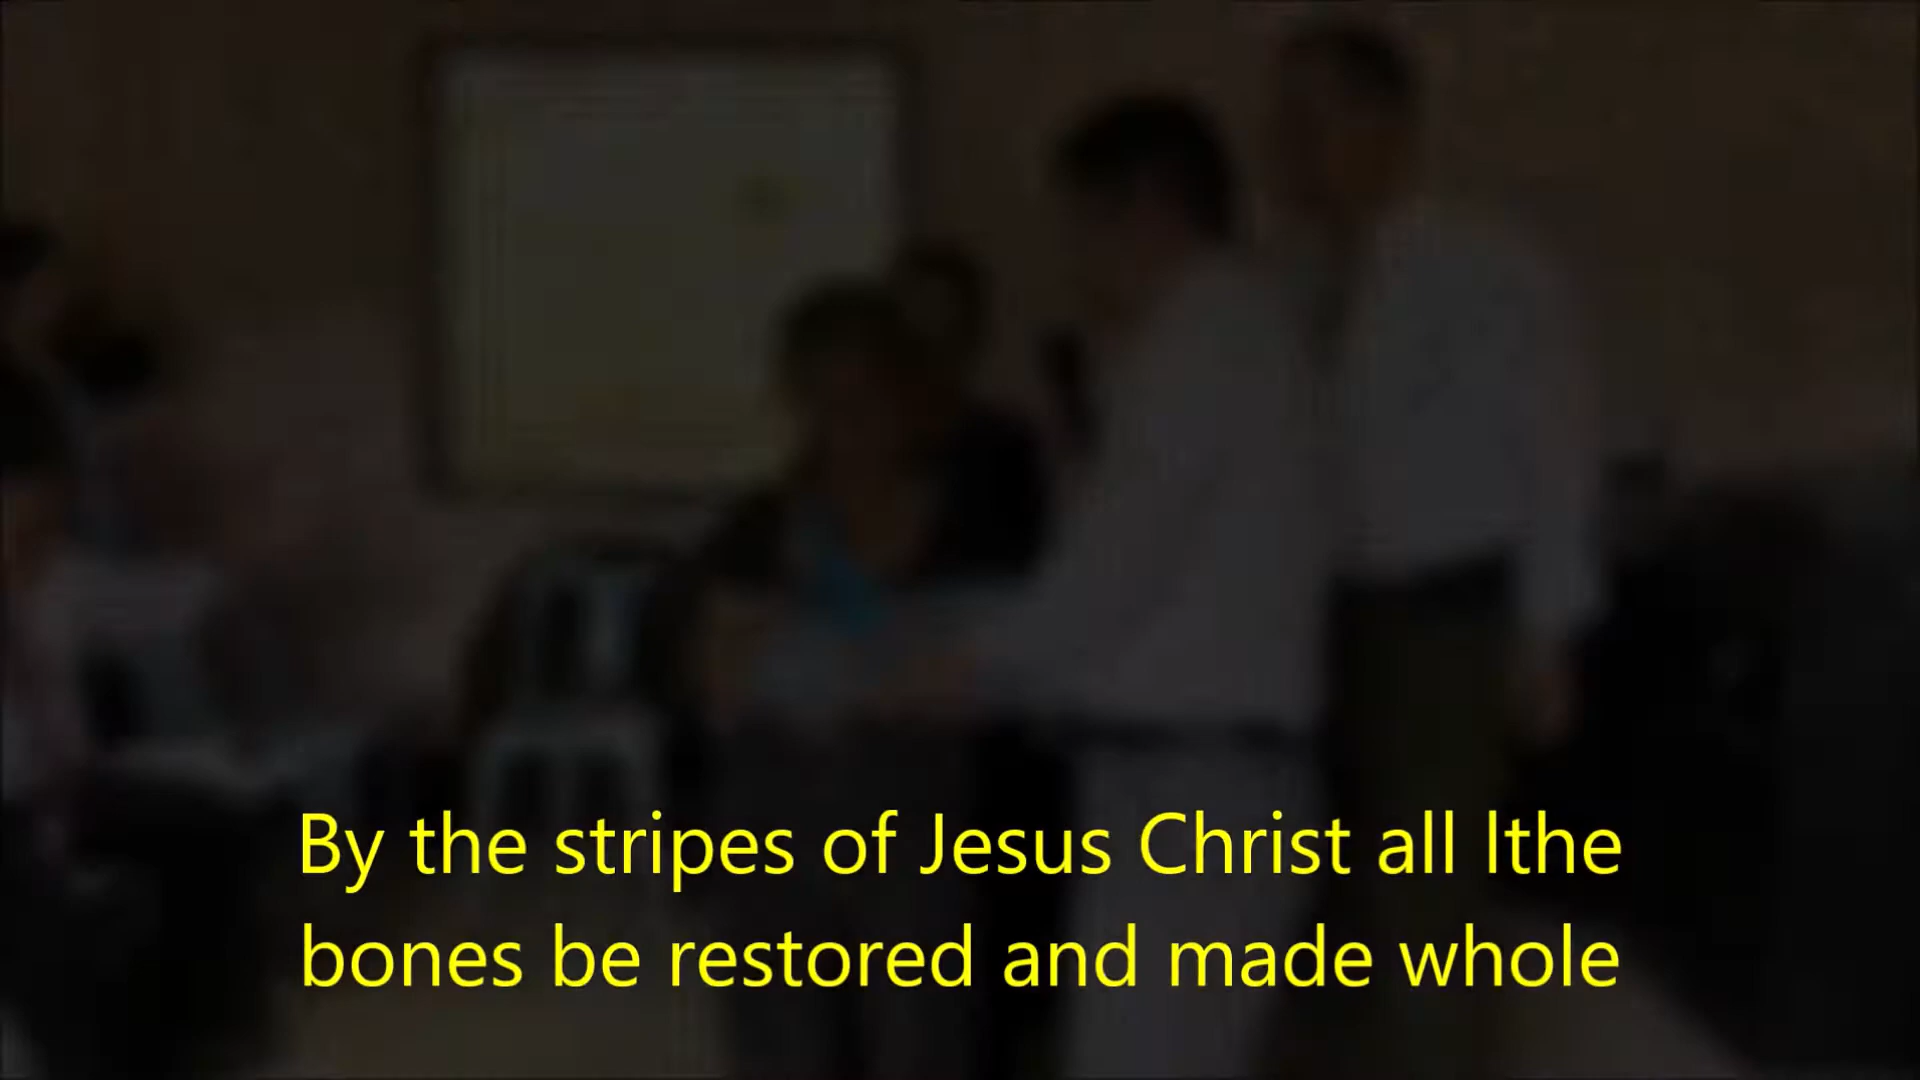 By the stripes of Jesus Christ all lthe
bones be restored and made whole